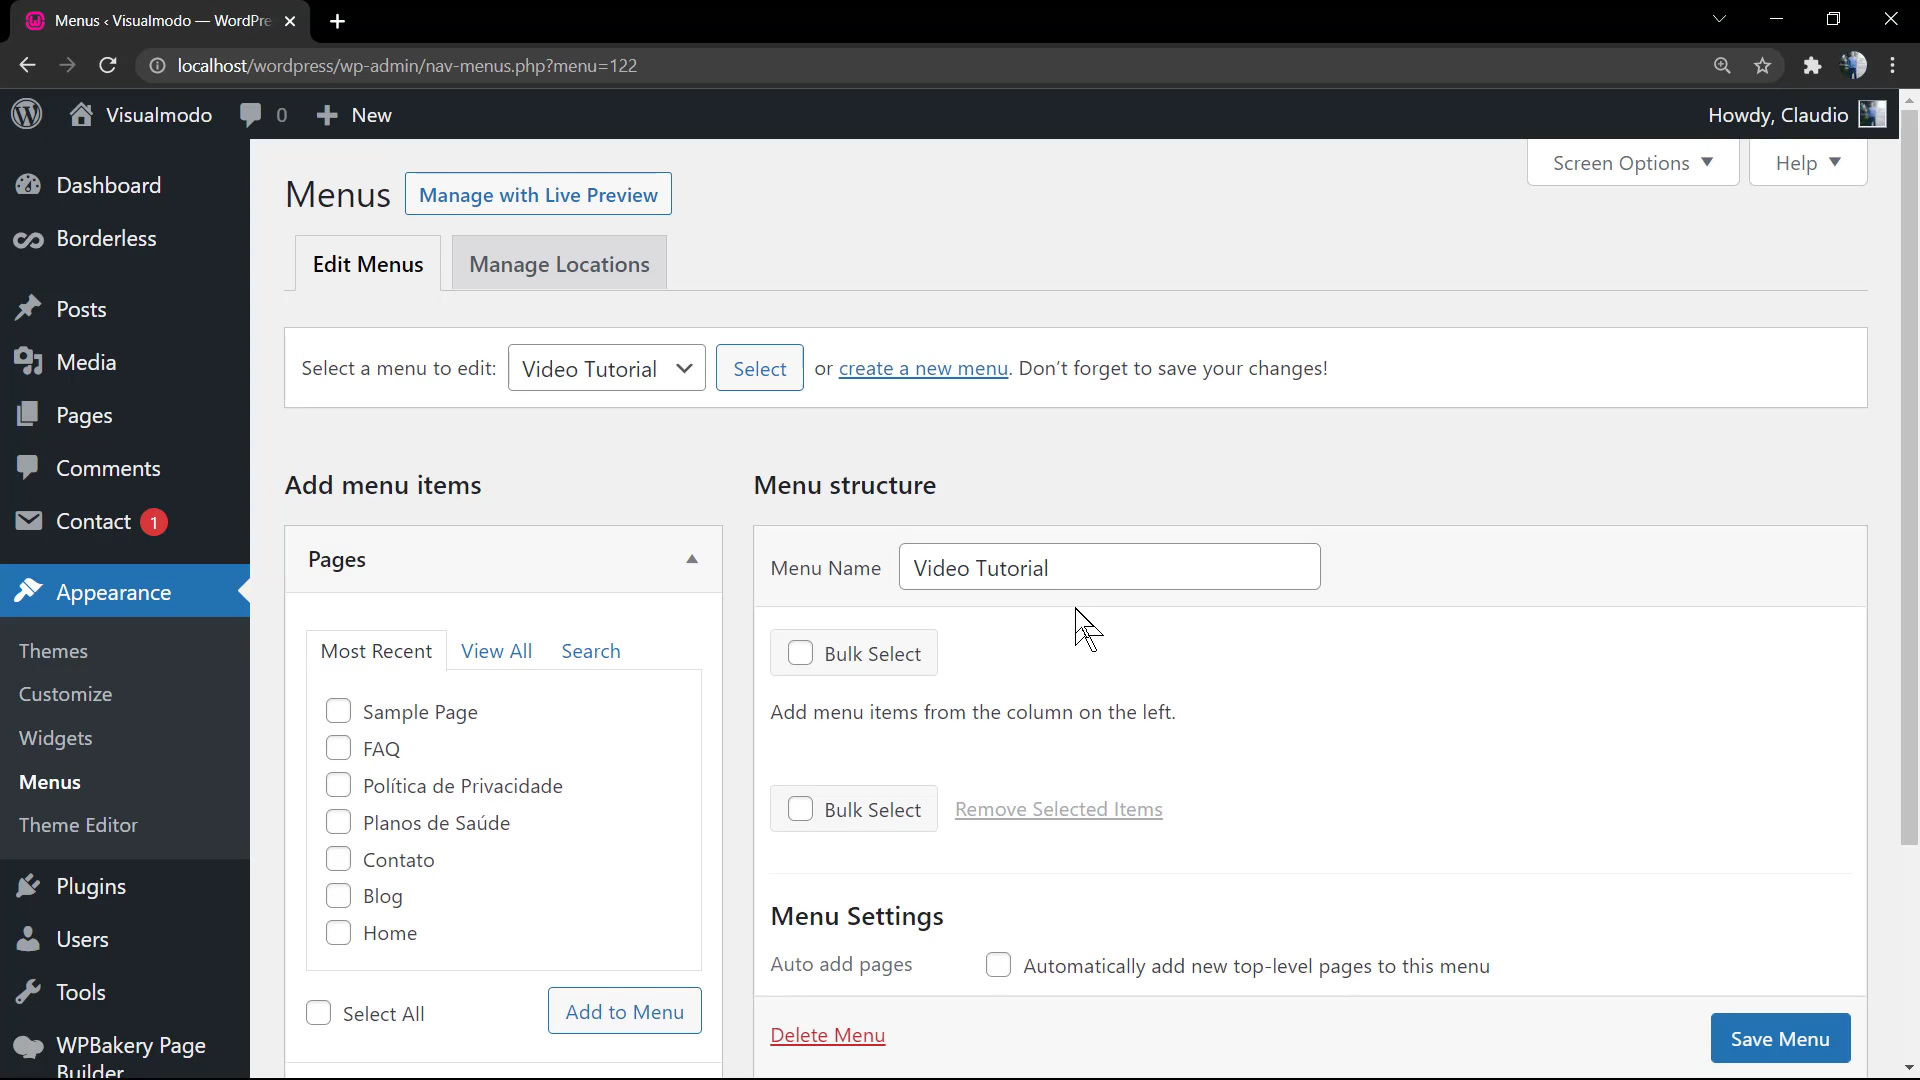 Menus ‹ Visualmodo — WordPre
localhost/wordpress/wp-admin/nav-menus.php?menu=122
Visualmodo 0 New Howdy, Claudio
Screen Options Help
Dashboard
Borderless
Posts
Media
Pages
Comments
Contact 1
Appearance
Themes
Customize
Widgets
Menus
Theme Editor
Plugins
Users
Tools
WPBakery Page
Builder
Menus Manage with Live Preview
Edit Menus Manage Locations
Select a menu to edit: Video Tutorial Select or create a new menu. Don't forget to save your changes!
Add menu items
Pages
Most Recent View All Search
Sample Page
FAQ
Política de Privacidade
Planos de Saúde
Contato
Blog
Home
Select All Add to Menu
Menu structure
Menu Name Video Tutorial
Bulk Select
Add menu items from the column on the left.
Bulk Select Remove Selected Items
Menu Settings
Auto add pages Automatically add new top-level pages to this menu
Delete Menu Save Menu